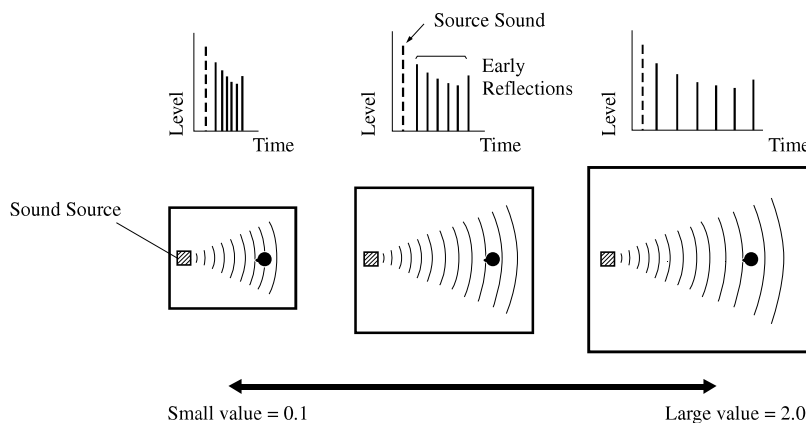 Source Sound
Early
Reflections
Level
Time
Level
Time
Level
Time
Sound Source
Small value = 0.1
Large value = 2.0